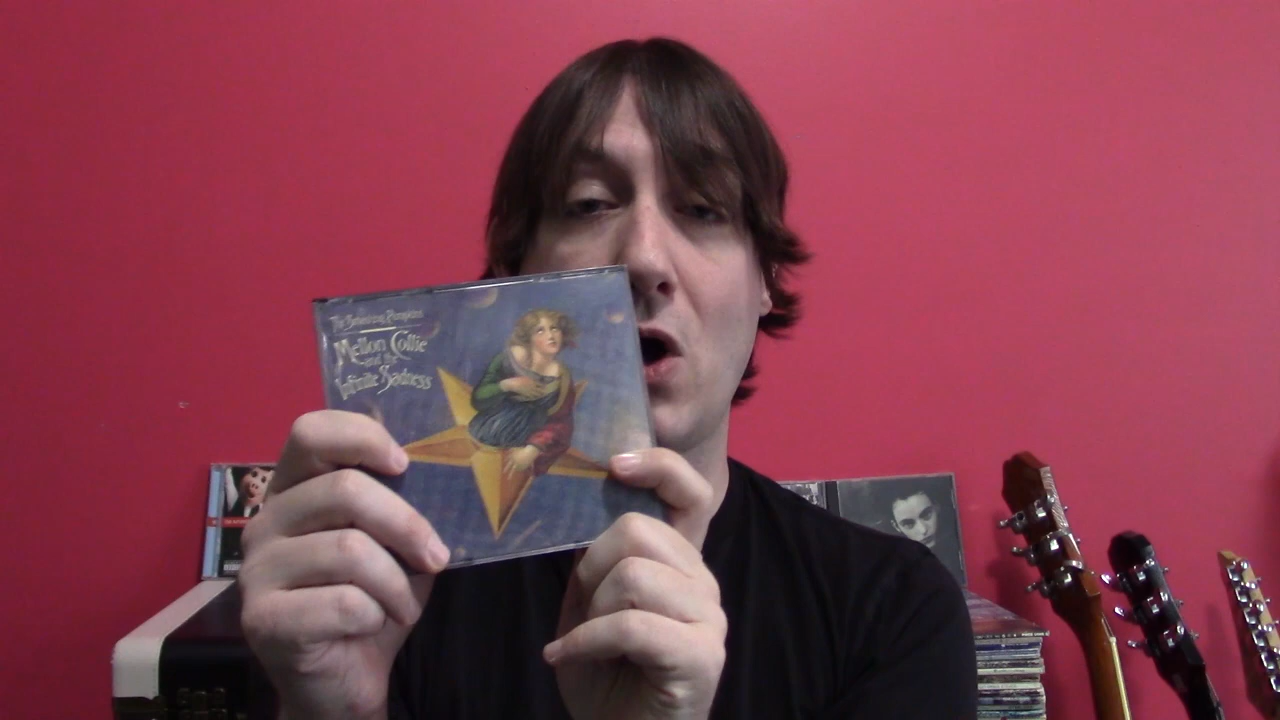 The Smashing Pumpkins
Mellon Collie
and the
Infinite Sadness